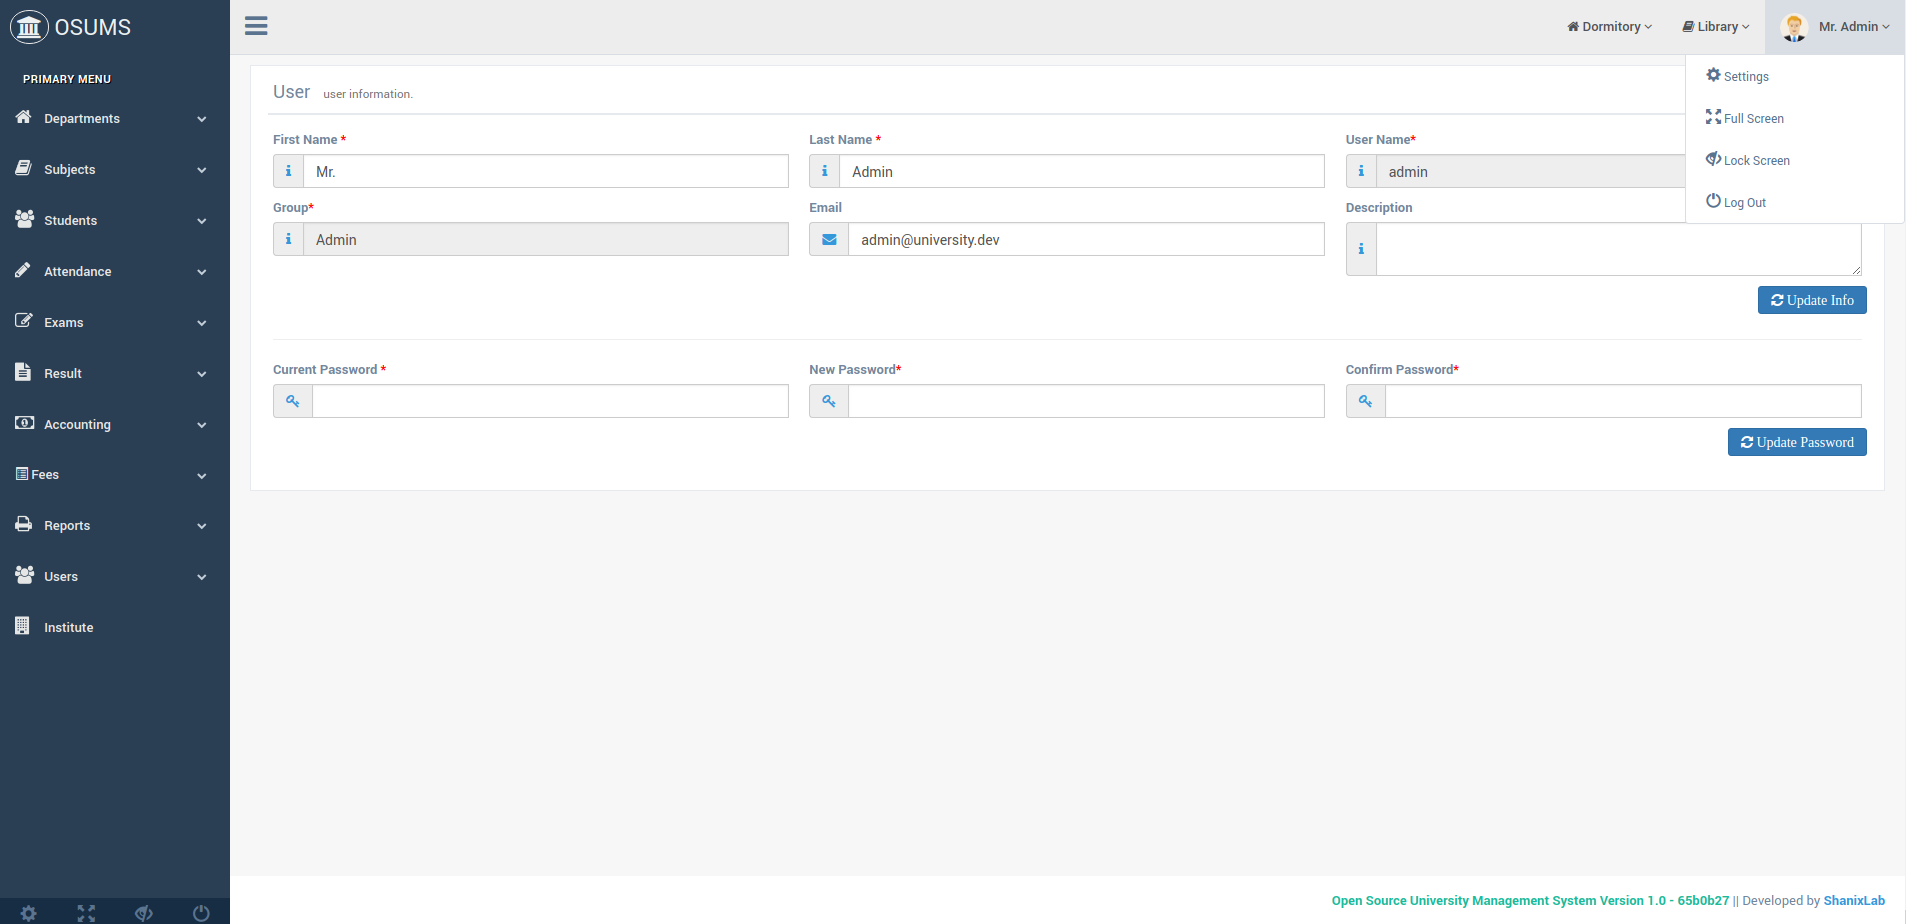 OSUMS
PRIMARY MENU
Departments
Subjects
Students
Attendance
Exams
Result
Accounting
Fees
Reports
Users
Institute
Dormitory
Library
Mr. Admin
Settings
Full Screen
Lock Screen
Log Out
User user information.
First Name *
Mr.
Last Name *
Admin
User Name*
admin
Group*
Admin
Email
admin@university.dev
Description
Update Info
Current Password *
New Password*
Confirm Password*
Update Password
Open Source University Management System Version 1.0 - 65b0b27 || Developed by ShanixLab